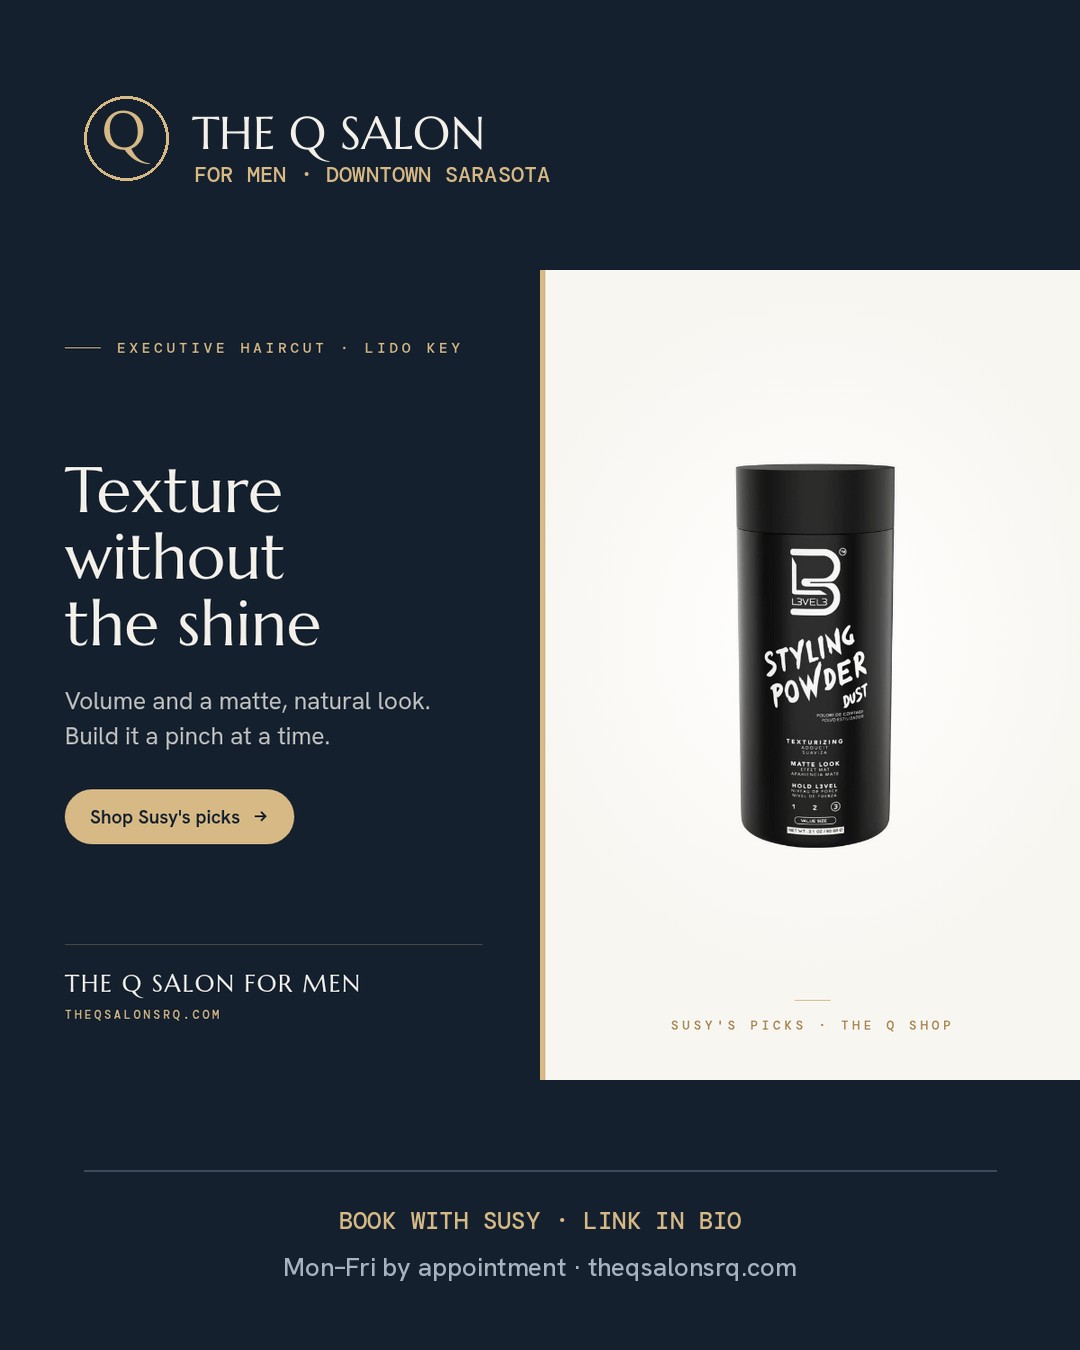 Q
THE Q SALON
FOR MEN · DOWNTOWN SARASOTA
EXECUTIVE HAIRCUT · LIDO KEY
Texture
without
the shine
Volume and a matte, natural look.
Build it a pinch at a time.
Shop Susy's picks →
THE Q SALON FOR MEN
THEQSALONSRQ.COM
L3VEL3
STYLING
POWDER
DUST
TEXTURIZING
MATTE LOOK
HOLD L3VEL
1 2 3
VALUE SIZE
SUSY'S PICKS · THE Q SHOP
BOOK WITH SUSY · LINK IN BIO
Mon–Fri by appointment · theqsalonsrq.com